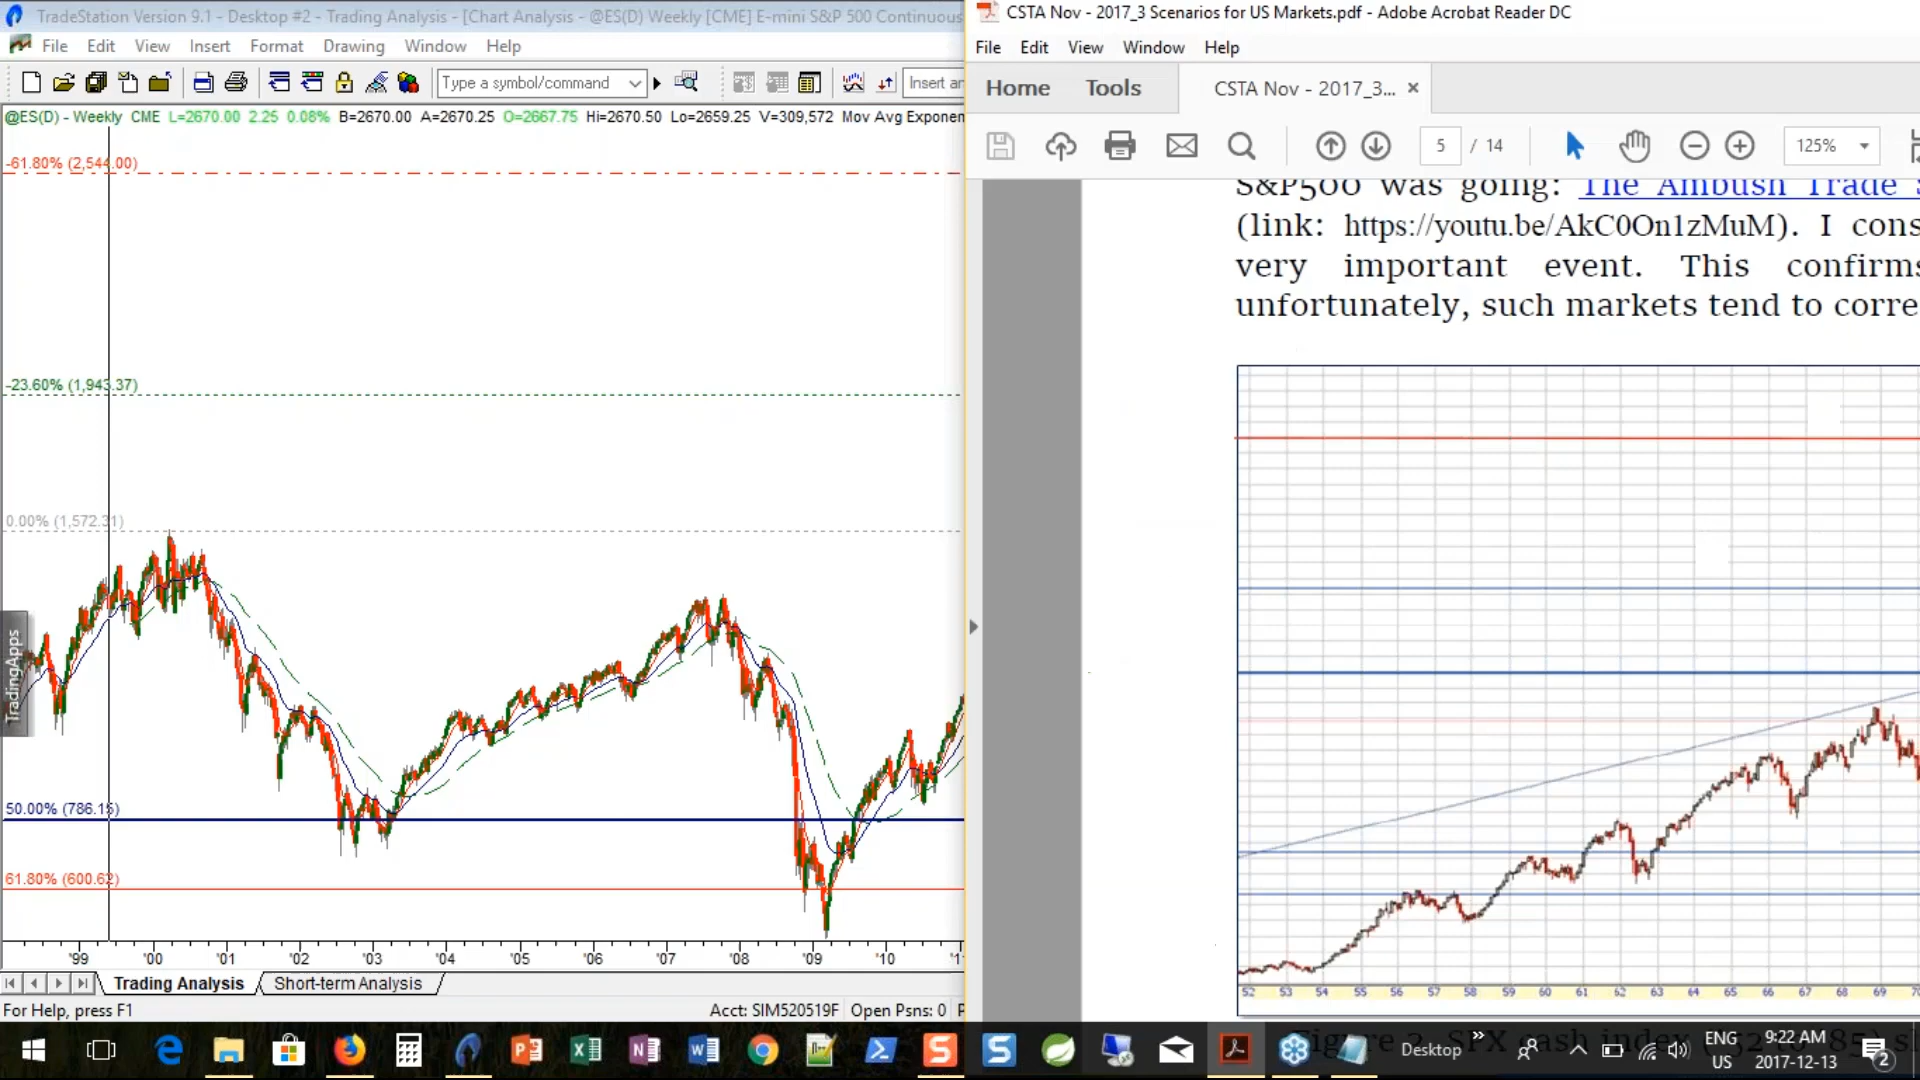 TradeStation Version 9.1 - Desktop #2 - Trading Analysis - [Chart Analysis - @ES(D) Weekly [CME] E-mini S&P 500 Continuous
File Edit View Insert Format Drawing Window Help
Type a symbol/command
Insert an
@ES(D) - Weekly CME L=2670.00 2.25 0.08% B=2670.00 A=2670.25 O=2667.75 Hi=2670.50 Lo=2659.25 V=309,572 Mov Avg Exponen
-61.80% (2,544.00)
-23.60% (1,943.37)
0.00% (1,572.31)
50.00% (786.15)
61.80% (600.62)
TradingApps
'99 '00 '01 '02 '03 '04 '05 '06 '07 '08 '09 '10 '11
Trading Analysis Short-term Analysis
For Help, press F1
Acct: SIM520519F Open Psns: 0 P
CSTA Nov - 2017_3 Scenarios for US Markets.pdf - Adobe Acrobat Reader DC
File Edit View Window Help
Home Tools CSTA Nov - 2017_3... ×
5 / 14 125%
S&P500 was going: The Ambush Trade S
(link: https://youtu.be/AkC0On1zMuM). I cons
very important event. This confirms
unfortunately, such markets tend to corre
52 53 54 55 56 57 58 59 60 61 62 63 64 65 66 67 68 69 70
Desktop »
ENG
US
9:22 AM
2017-12-13
2